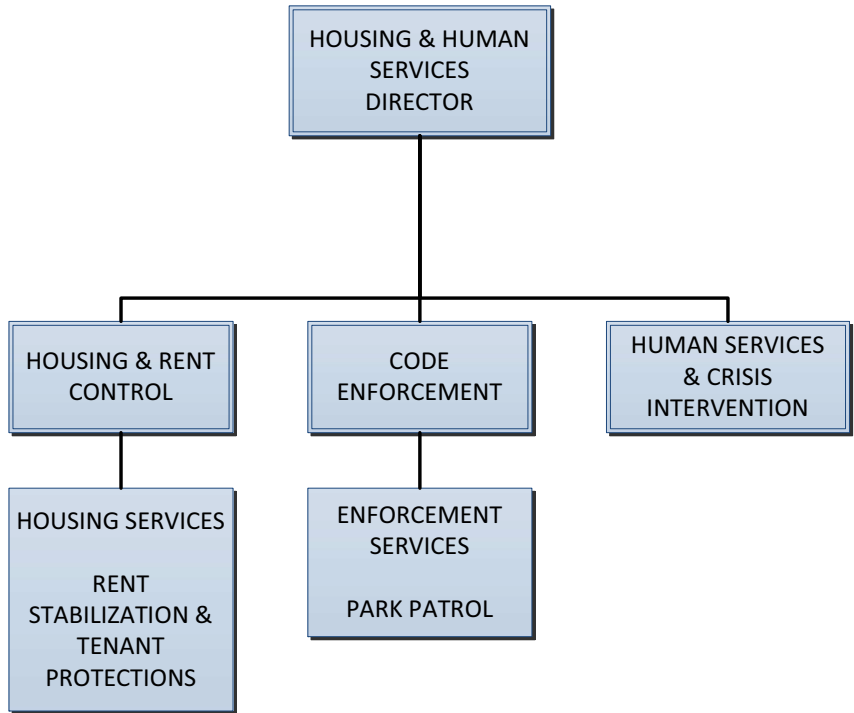 HOUSING & HUMAN
SERVICES
DIRECTOR
HOUSING & RENT
CONTROL
CODE
ENFORCEMENT
HUMAN SERVICES
& CRISIS
INTERVENTION
HOUSING SERVICES
RENT
STABILIZATION &
TENANT
PROTECTIONS
ENFORCEMENT
SERVICES
PARK PATROL